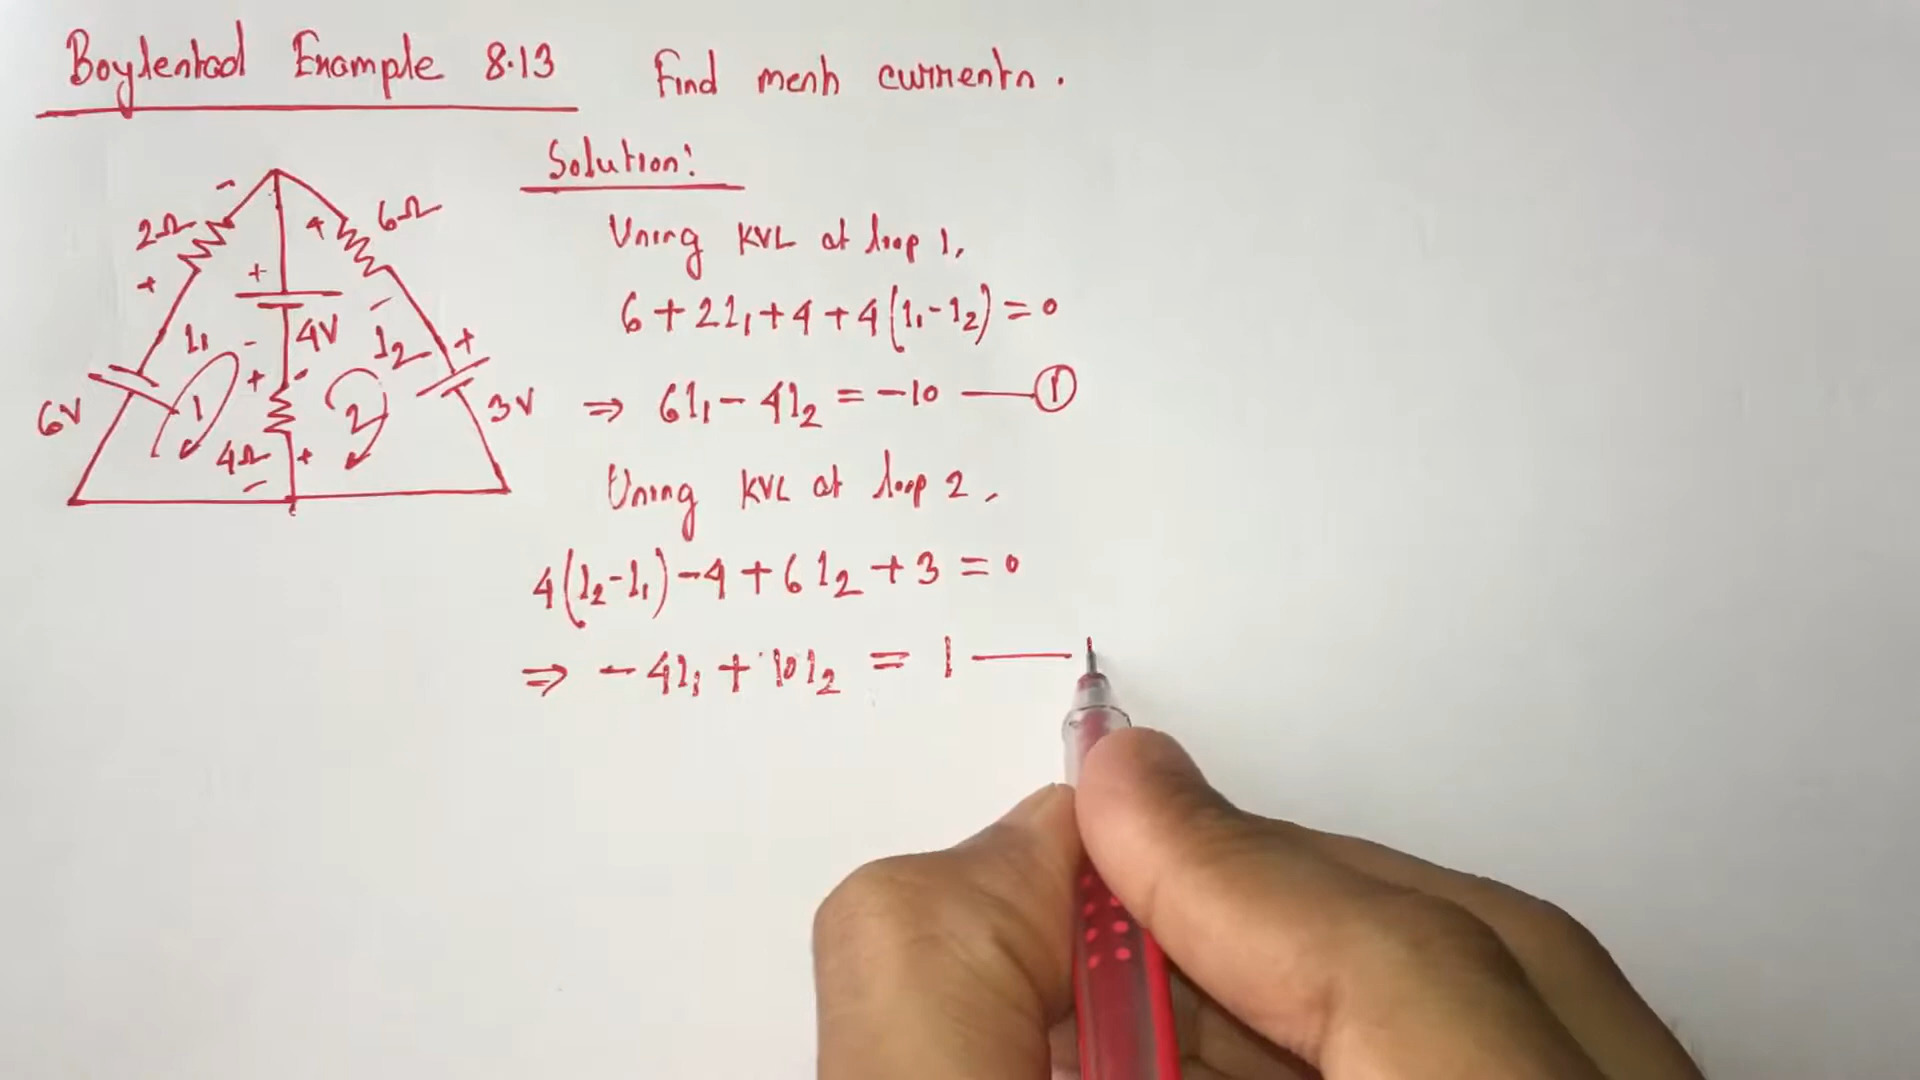 Boylestad Example 8.13 Find mesh currents.
Solution:
Using KVL at loop 1,
6 + 2I₁ + 4 + 4(I₁ - I₂) = 0
⇒ 6I₁ - 4I₂ = -10 — ①
Using KVL at loop 2,
4(I₂ - I₁) - 4 + 6I₂ + 3 = 0
⇒ -4I₁ + 10I₂ = 1 —
- 2Ω +
+ 6Ω -
+ 4V -
I₁ 1
I₂ 2
6V
+ 3V
+ 4Ω -
- +